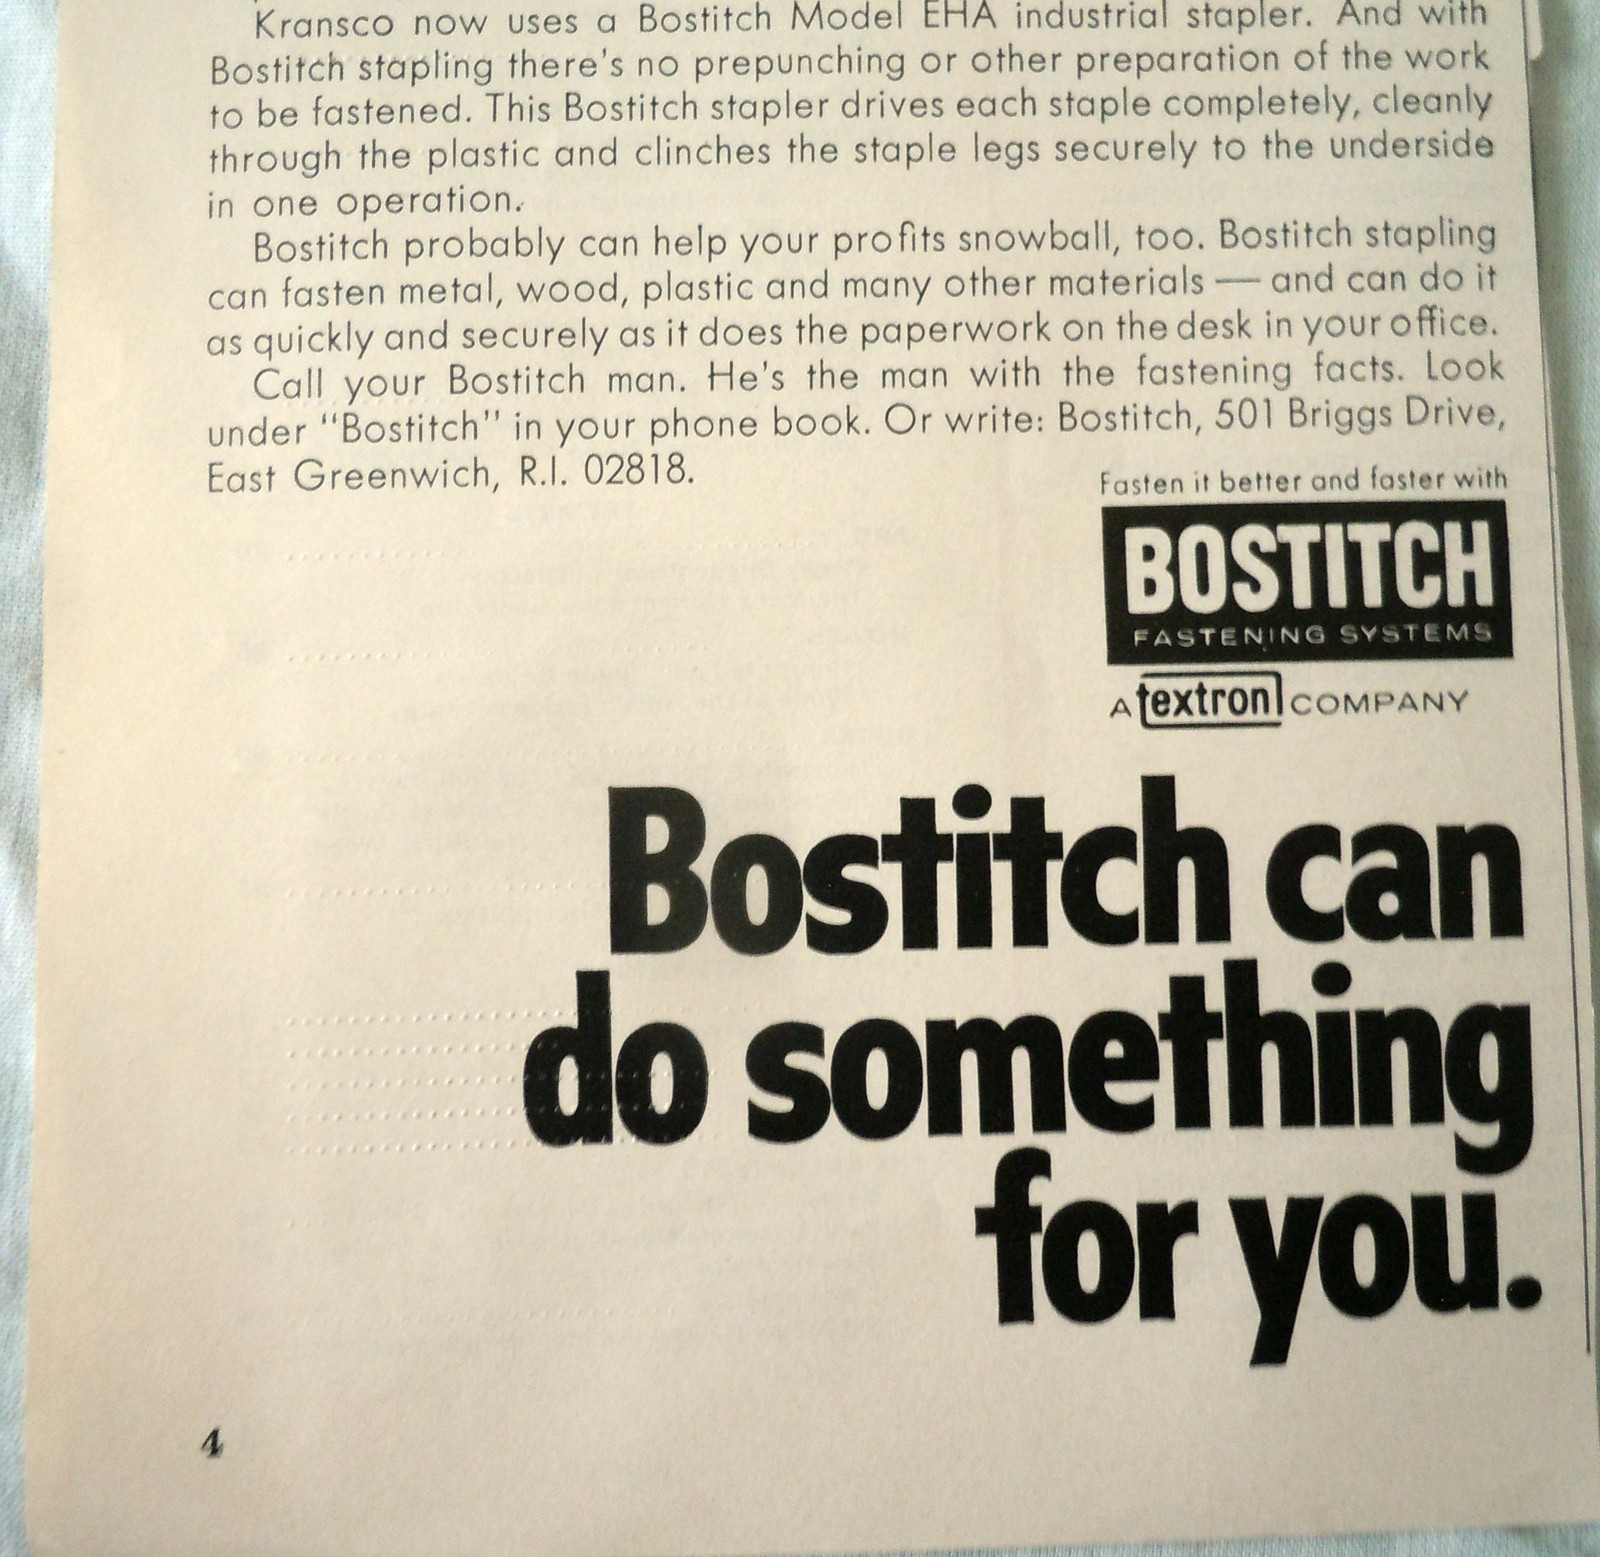 Kransco now uses a Bostitch Model EHA industrial stapler. And with
Bostitch stapling there's no prepunching or other preparation of the work
to be fastened. This Bostitch stapler drives each staple completely, cleanly
through the plastic and clinches the staple legs securely to the underside
in one operation.
Bostitch probably can help your profits snowball, too. Bostitch stapling
can fasten metal, wood, plastic and many other materials — and can do it
as quickly and securely as it does the paperwork on the desk in your office.
Call your Bostitch man. He's the man with the fastening facts. Look
under "Bostitch" in your phone book. Or write: Bostitch, 501 Briggs Drive,
East Greenwich, R.I. 02818.
Fasten it better and faster with
BOSTITCH
FASTENING SYSTEMS
A textron COMPANY
Bostitch can
do something
for you.
4